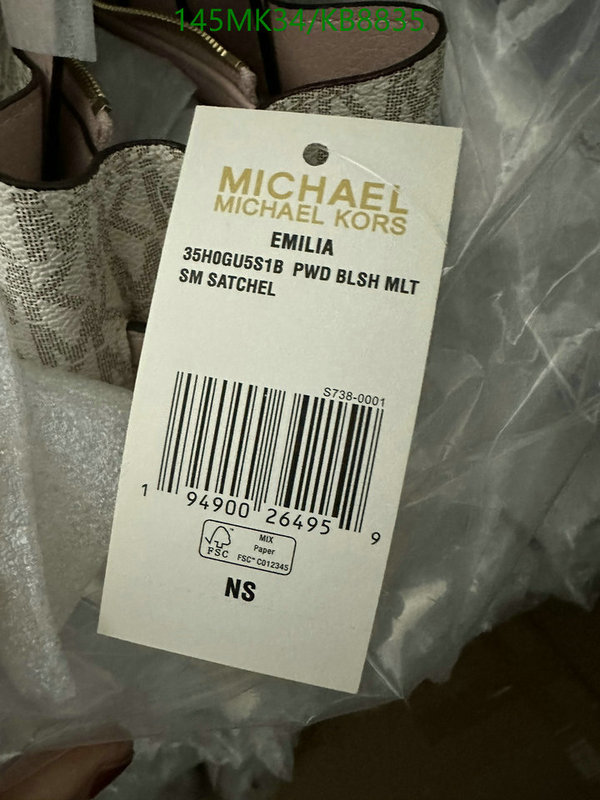 145MK34/KB8835
MICHAEL
MICHAEL KORS
EMILIA
35H0GU5S1B PWD BLSH MLT
SM SATCHEL
S738-0001
1 94900 26495 9
FSC™
MIX
Paper
FSC™ C012345
NS